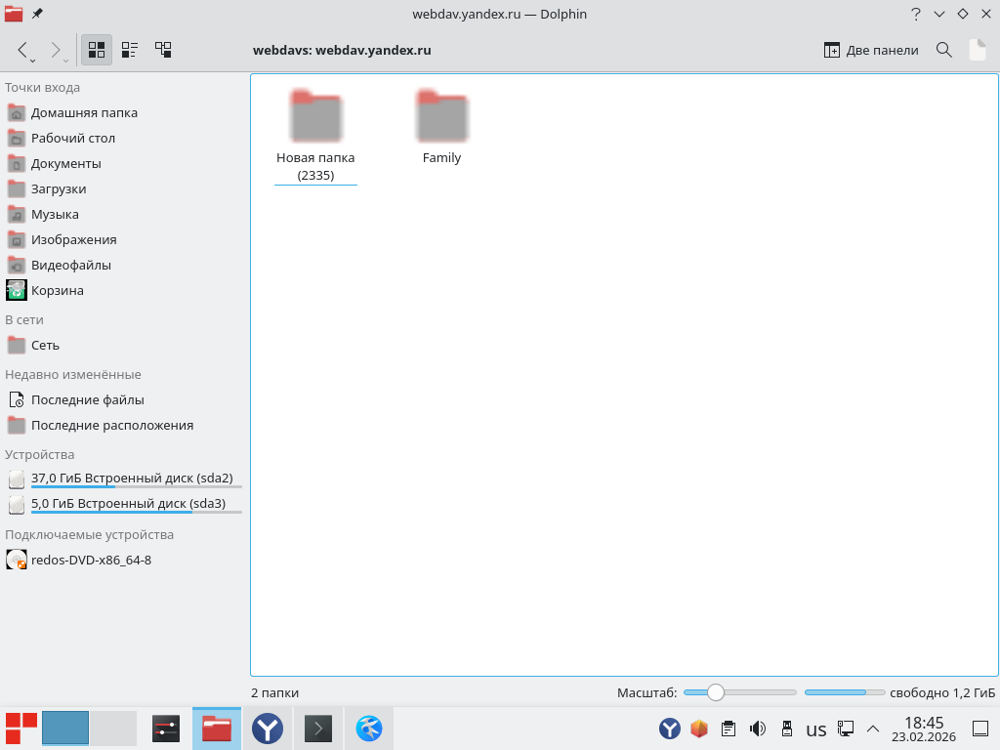 webdav.yandex.ru — Dolphin
webdavs: webdav.yandex.ru
Две панели
Точки входа
Домашняя папка
Рабочий стол
Документы
Загрузки
Музыка
Изображения
Видеофайлы
Корзина
В сети
Сеть
Недавно изменённые
Последние файлы
Последние расположения
Устройства
37,0 ГиБ Встроенный диск (sda2)
5,0 ГиБ Встроенный диск (sda3)
Подключаемые устройства
redos-DVD-x86_64-8
Новая папка
(2335)
Family
2 папки
Масштаб:
свободно 1,2 ГиБ
us
18:45
23.02.2026